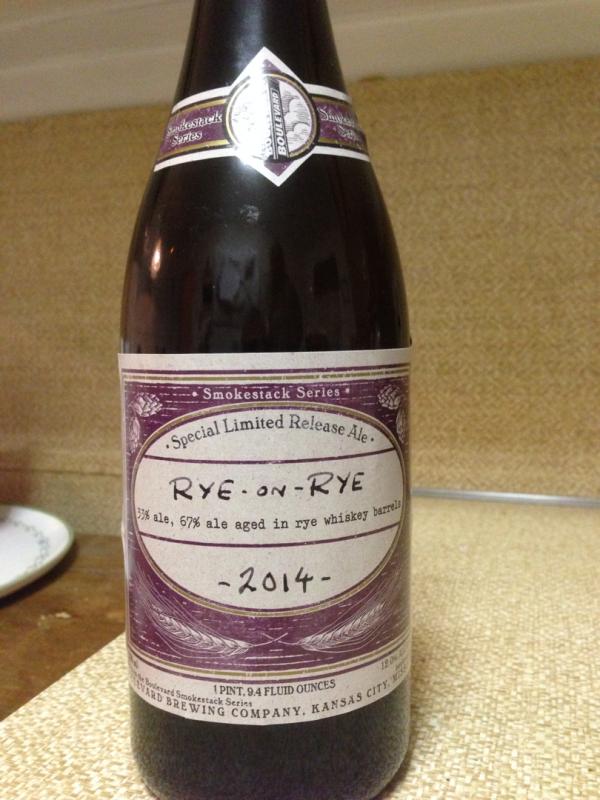 Smokestack
Series
BOULEVARD
Smokestack Series
Special Limited Release Ale
RYE-ON-RYE
33% ale, 67% ale aged in rye whiskey barrels
-2014-
1 PINT, 9.4 FLUID OUNCES
the Boulevard Smokestack Series
BREWING COMPANY, KANSAS CITY,